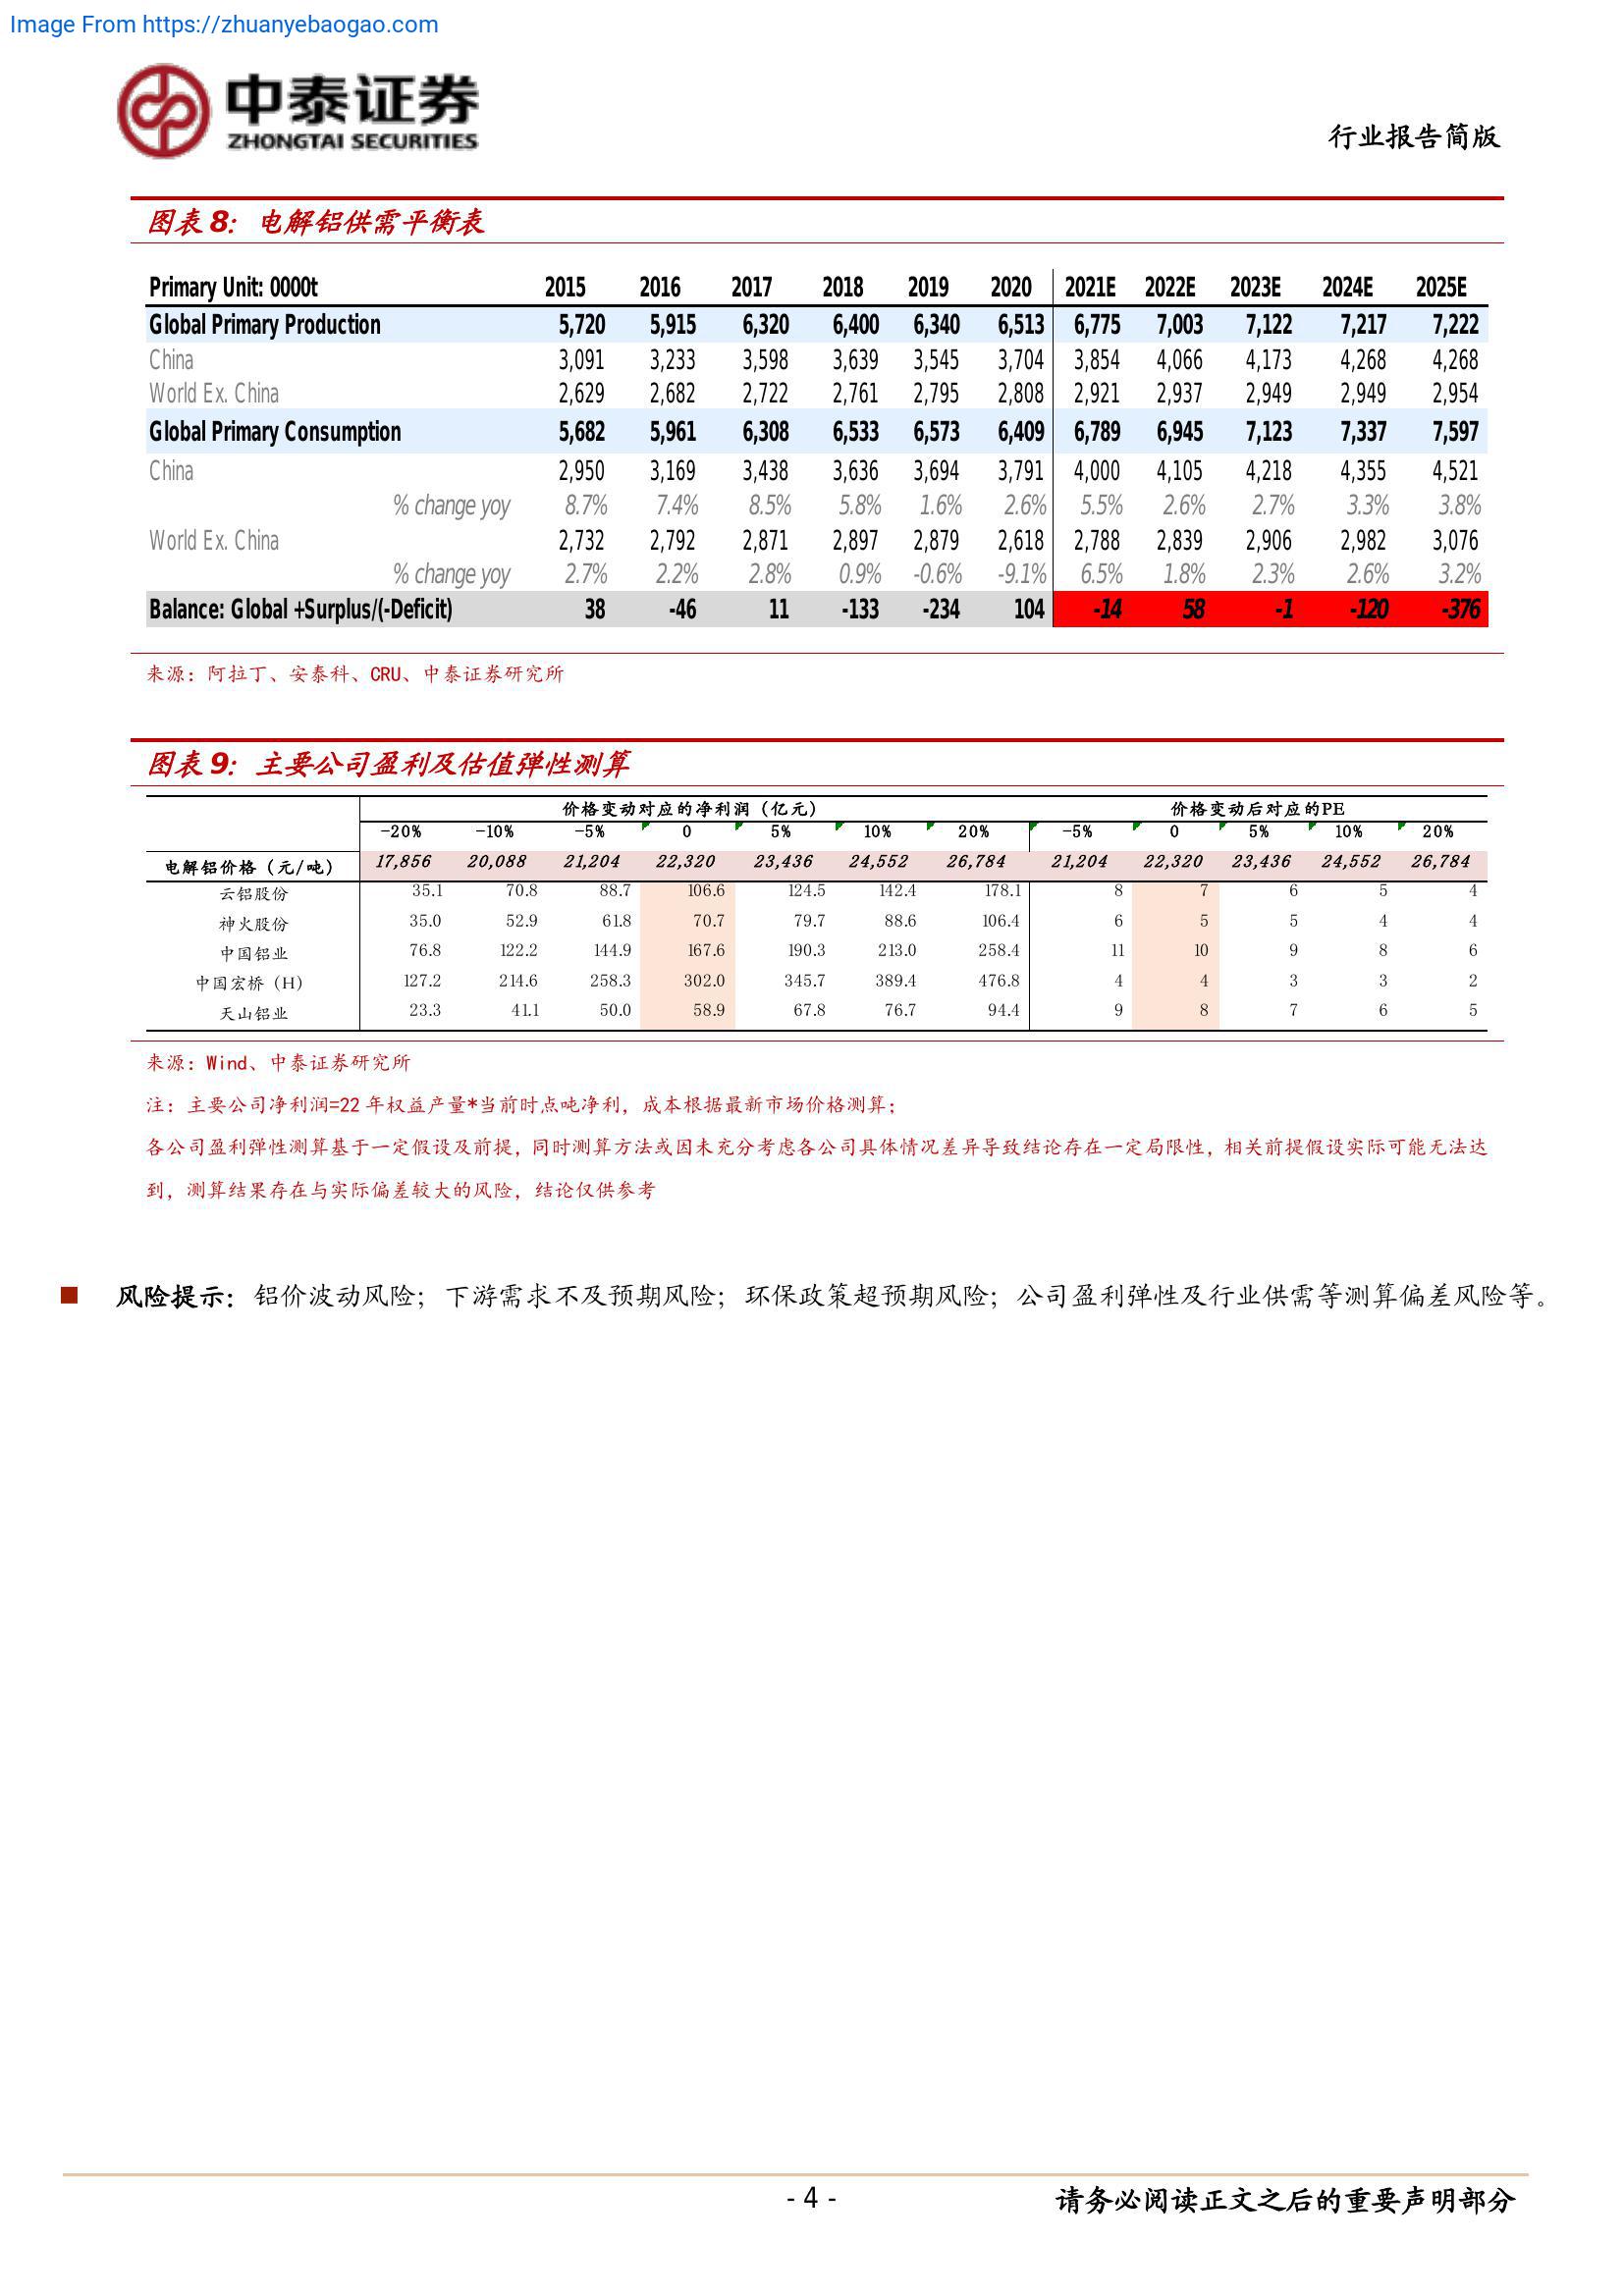 Image From https://zhuanyebaogao.com
中泰证券
ZHONGTAI SECURITIES
行业报告简版
图表 8：电解铝供需平衡表
Primary Unit: 0000t 2015 2016 2017 2018 2019 2020 2021E 2022E 2023E 2024E 2025E
Global Primary Production 5,720 5,915 6,320 6,400 6,340 6,513 6,775 7,003 7,122 7,217 7,222
China 3,091 3,233 3,598 3,639 3,545 3,704 3,854 4,066 4,173 4,268 4,268
World Ex. China 2,629 2,682 2,722 2,761 2,795 2,808 2,921 2,937 2,949 2,949 2,954
Global Primary Consumption 5,682 5,961 6,308 6,533 6,573 6,409 6,789 6,945 7,123 7,337 7,597
China 2,950 3,169 3,438 3,636 3,694 3,791 4,000 4,105 4,218 4,355 4,521
% change yoy 8.7% 7.4% 8.5% 5.8% 1.6% 2.6% 5.5% 2.6% 2.7% 3.3% 3.8%
World Ex. China 2,732 2,792 2,871 2,897 2,879 2,618 2,788 2,839 2,906 2,982 3,076
% change yoy 2.7% 2.2% 2.8% 0.9% -0.6% -9.1% 6.5% 1.8% 2.3% 2.6% 3.2%
Balance: Global +Surplus/(-Deficit) 38 -46 11 -133 -234 104 -14 58 -1 -120 -376
来源：阿拉丁、安泰科、CRU、中泰证券研究所
图表 9：主要公司盈利及估值弹性测算
价格变动对应的净利润（亿元） 价格变动后对应的PE
-20% -10% -5% 0 5% 10% 20% -5% 0 5% 10% 20%
电解铝价格（元/吨） 17,856 20,088 21,204 22,320 23,436 24,552 26,784 21,204 22,320 23,436 24,552 26,784
云铝股份 35.1 70.8 88.7 106.6 124.5 142.4 178.1 8 7 6 5 4
神火股份 35.0 52.9 61.8 70.7 79.7 88.6 106.4 6 5 5 4 4
中国铝业 76.8 122.2 144.9 167.6 190.3 213.0 258.4 11 10 9 8 6
中国宏桥（H） 127.2 214.6 258.3 302.0 345.7 389.4 476.8 4 4 3 3 2
天山铝业 23.3 41.1 50.0 58.9 67.8 76.7 94.4 9 8 7 6 5
来源：Wind、中泰证券研究所
注：主要公司净利润=22 年权益产量*当前时点吨净利，成本根据最新市场价格测算；
各公司盈利弹性测算基于一定假设及前提，同时测算方法或因未充分考虑各公司具体情况差异导致结论存在一定局限性，相关前提假设实际可能无法达
到，测算结果存在与实际偏差较大的风险，结论仅供参考
■ 风险提示：铝价波动风险；下游需求不及预期风险；环保政策超预期风险；公司盈利弹性及行业供需等测算偏差风险等。
- 4 -
请务必阅读正文之后的重要声明部分